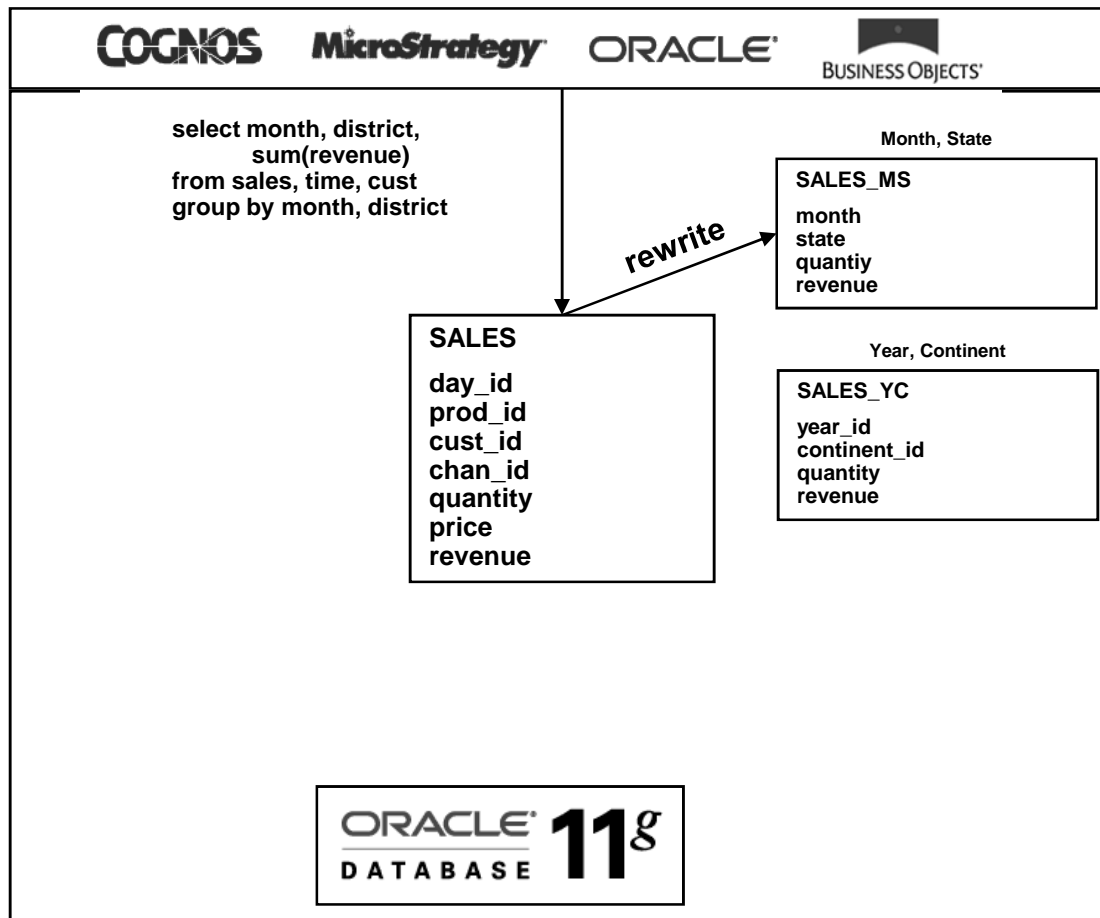 COGNOS MicroStrategy ORACLE® BUSINESS OBJECTS®
select month, district,
sum(revenue)
from sales, time, cust
group by month, district
Month, State
SALES_MS
month
state
quantiy
revenue
rewrite
SALES
day_id
prod_id
cust_id
chan_id
quantity
price
revenue
Year, Continent
SALES_YC
year_id
continent_id
quantity
revenue
ORACLE®
DATABASE
11g